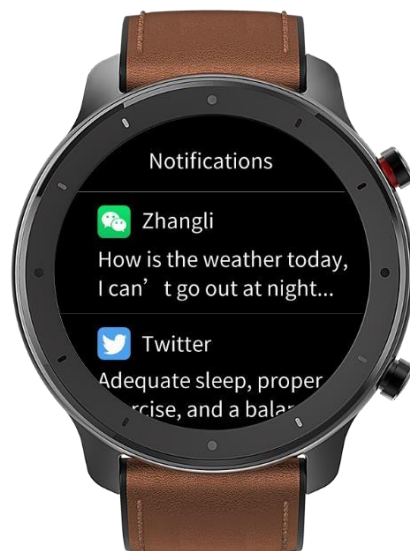 Notifications
Zhangli
How is the weather today,
I can’ t go out at night...
Twitter
Adequate sleep, proper
and a